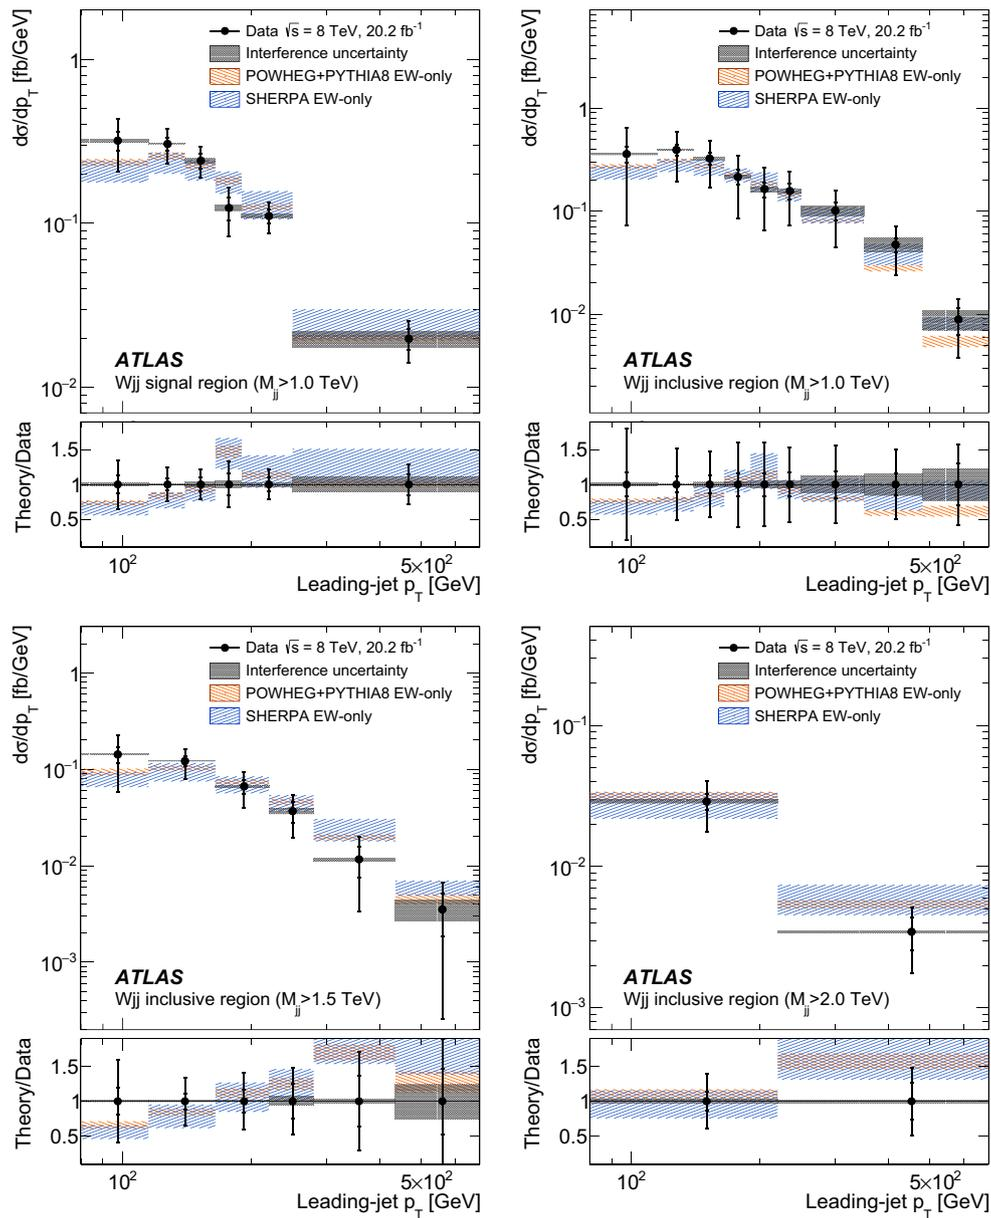 dσ/dp_T [fb/GeV]
Data √s = 8 TeV, 20.2 fb⁻¹
Interference uncertainty
POWHEG+PYTHIA8 EW-only
SHERPA EW-only
1
10⁻¹
10⁻²
ATLAS
Wjj signal region (M_jj>1.0 TeV)
Theory/Data
1.5
1
0.5
10²
5×10²
Leading-jet p_T [GeV]
dσ/dp_T [fb/GeV]
Data √s = 8 TeV, 20.2 fb⁻¹
Interference uncertainty
POWHEG+PYTHIA8 EW-only
SHERPA EW-only
1
10⁻¹
10⁻²
ATLAS
Wjj inclusive region (M_jj>1.0 TeV)
Theory/Data
1.5
1
0.5
10²
5×10²
Leading-jet p_T [GeV]
dσ/dp_T [fb/GeV]
Data √s = 8 TeV, 20.2 fb⁻¹
Interference uncertainty
POWHEG+PYTHIA8 EW-only
SHERPA EW-only
1
10⁻¹
10⁻²
10⁻³
ATLAS
Wjj inclusive region (M_jj>1.5 TeV)
Theory/Data
1.5
1
0.5
10²
5×10²
Leading-jet p_T [GeV]
dσ/dp_T [fb/GeV]
Data √s = 8 TeV, 20.2 fb⁻¹
Interference uncertainty
POWHEG+PYTHIA8 EW-only
SHERPA EW-only
10⁻¹
10⁻²
10⁻³
ATLAS
Wjj inclusive region (M_jj>2.0 TeV)
Theory/Data
1.5
1
0.5
10²
5×10²
Leading-jet p_T [GeV]